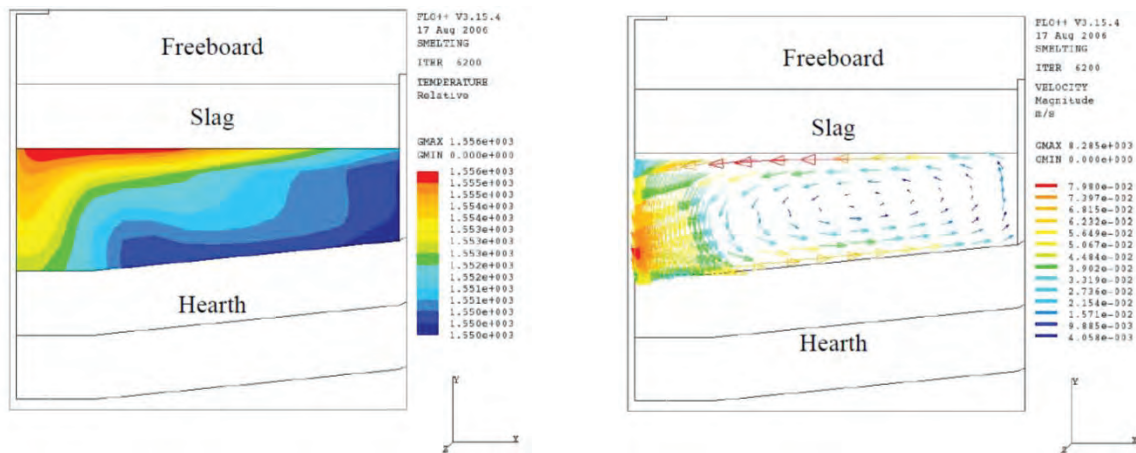 FLO++ V3.15.4
17 Aug 2006
SMELTING
ITER 6200
TEMPERATURE
Relative
GMAX 1.556e+003
GMIN 0.000e+000
1.556e+003
1.555e+003
1.555e+003
1.554e+003
1.554e+003
1.553e+003
1.553e+003
1.552e+003
1.552e+003
1.551e+003
1.551e+003
1.550e+003
1.550e+003
1.550e+003
Freeboard
Slag
Hearth
Y
Z
X
FLO++ V3.15.4
17 Aug 2006
SMELTING
ITER 6200
VELOCITY
Magnitude
m/s
GMAX 8.285e-002
GMIN 0.000e+000
7.980e-002
7.397e-002
6.815e-002
6.232e-002
5.649e-002
5.067e-002
4.484e-002
3.902e-002
3.319e-002
2.736e-002
2.154e-002
1.571e-002
9.885e-003
4.058e-003
Freeboard
Slag
Hearth
Y
Z
X